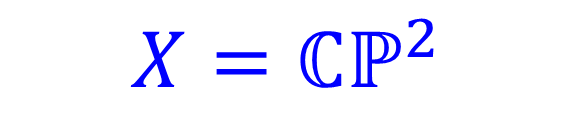 𝑋 = ℂℙ²